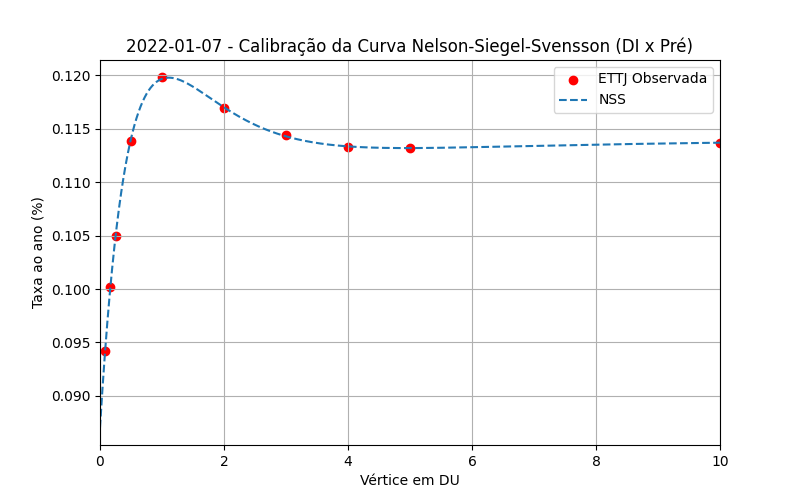 2022-01-07 - Calibração da Curva Nelson-Siegel-Svensson (DI x Pré)
ETTJ Observada
NSS
Taxa ao ano (%)
0.120
0.115
0.110
0.105
0.100
0.095
0.090
0 2 4 6 8 10
Vértice em DU